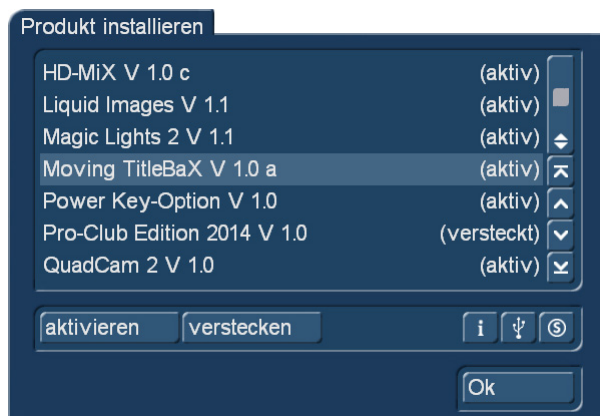 Produkt installieren
HD-MiX V 1.0 c (aktiv)
Liquid Images V 1.1 (aktiv)
Magic Lights 2 V 1.1 (aktiv)
Moving TitleBaX V 1.0 a (aktiv)
Power Key-Option V 1.0 (aktiv)
Pro-Club Edition 2014 V 1.0 (versteckt)
QuadCam 2 V 1.0 (aktiv)
aktivieren verstecken i S
Ok